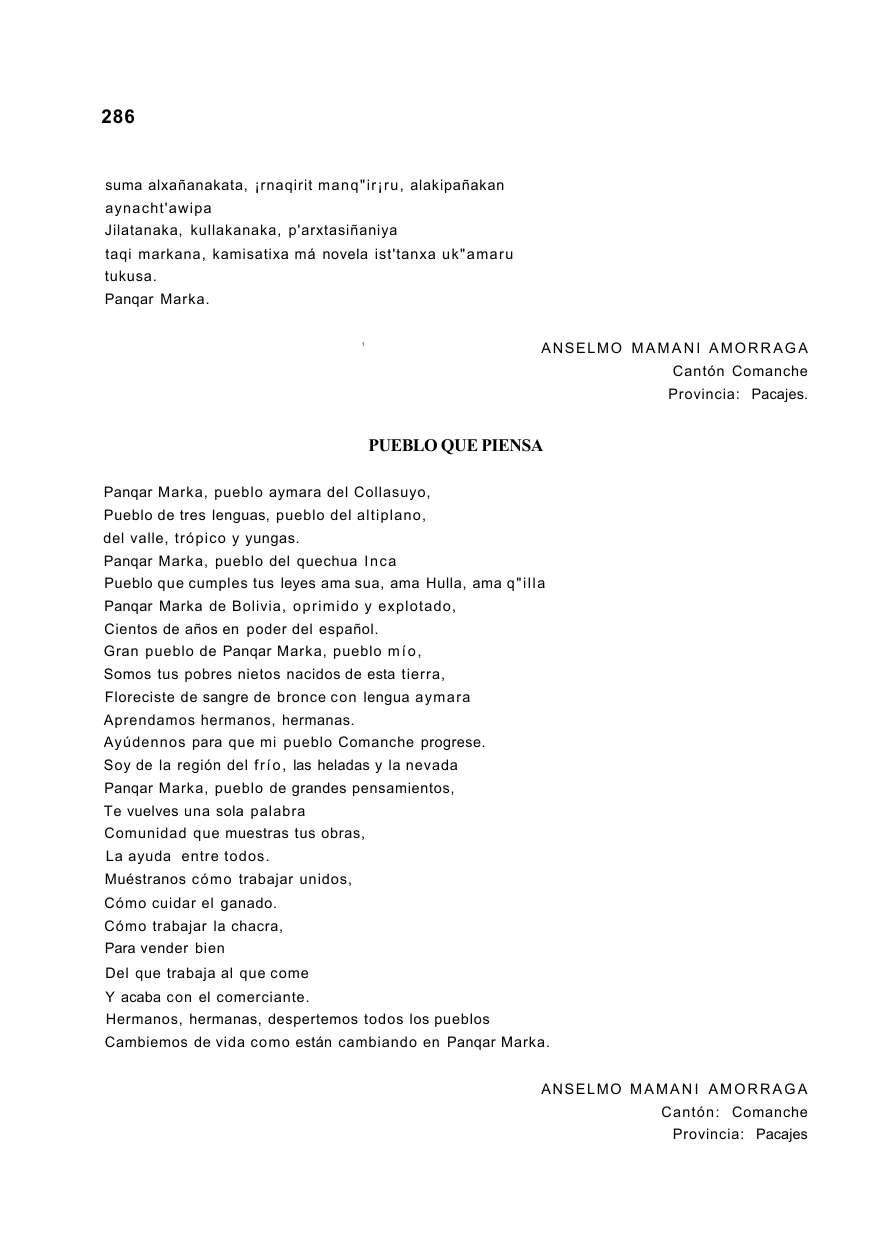 286
suma alxañanakata, ¡rnaqirit manq"ir¡ru, alakipañakan
aynacht'awipa
Jilatanaka, kullakanaka, p'arxtasiñaniya
taqi markana, kamisatixa má novela ist'tanxa uk"amaru
tukusa.
Panqar Marka.
ANSELMO MAMANI AMORRAGA
Cantón Comanche
Provincia: Pacajes.
PUEBLO QUE PIENSA
Panqar Marka, pueblo aymara del Collasuyo,
Pueblo de tres lenguas, pueblo del altiplano,
del valle, trópico y yungas.
Panqar Marka, pueblo del quechua Inca
Pueblo que cumples tus leyes ama sua, ama Hulla, ama q"illa
Panqar Marka de Bolivia, oprimido y explotado,
Cientos de años en poder del español.
Gran pueblo de Panqar Marka, pueblo mío,
Somos tus pobres nietos nacidos de esta tierra,
Floreciste de sangre de bronce con lengua aymara
Aprendamos hermanos, hermanas.
Ayúdennos para que mi pueblo Comanche progrese.
Soy de la región del frío, las heladas y la nevada
Panqar Marka, pueblo de grandes pensamientos,
Te vuelves una sola palabra
Comunidad que muestras tus obras,
La ayuda entre todos.
Muéstranos cómo trabajar unidos,
Cómo cuidar el ganado.
Cómo trabajar la chacra,
Para vender bien
Del que trabaja al que come
Y acaba con el comerciante.
Hermanos, hermanas, despertemos todos los pueblos
Cambiemos de vida como están cambiando en Panqar Marka.
ANSELMO MAMANI AMORRAGA
Cantón: Comanche
Provincia: Pacajes